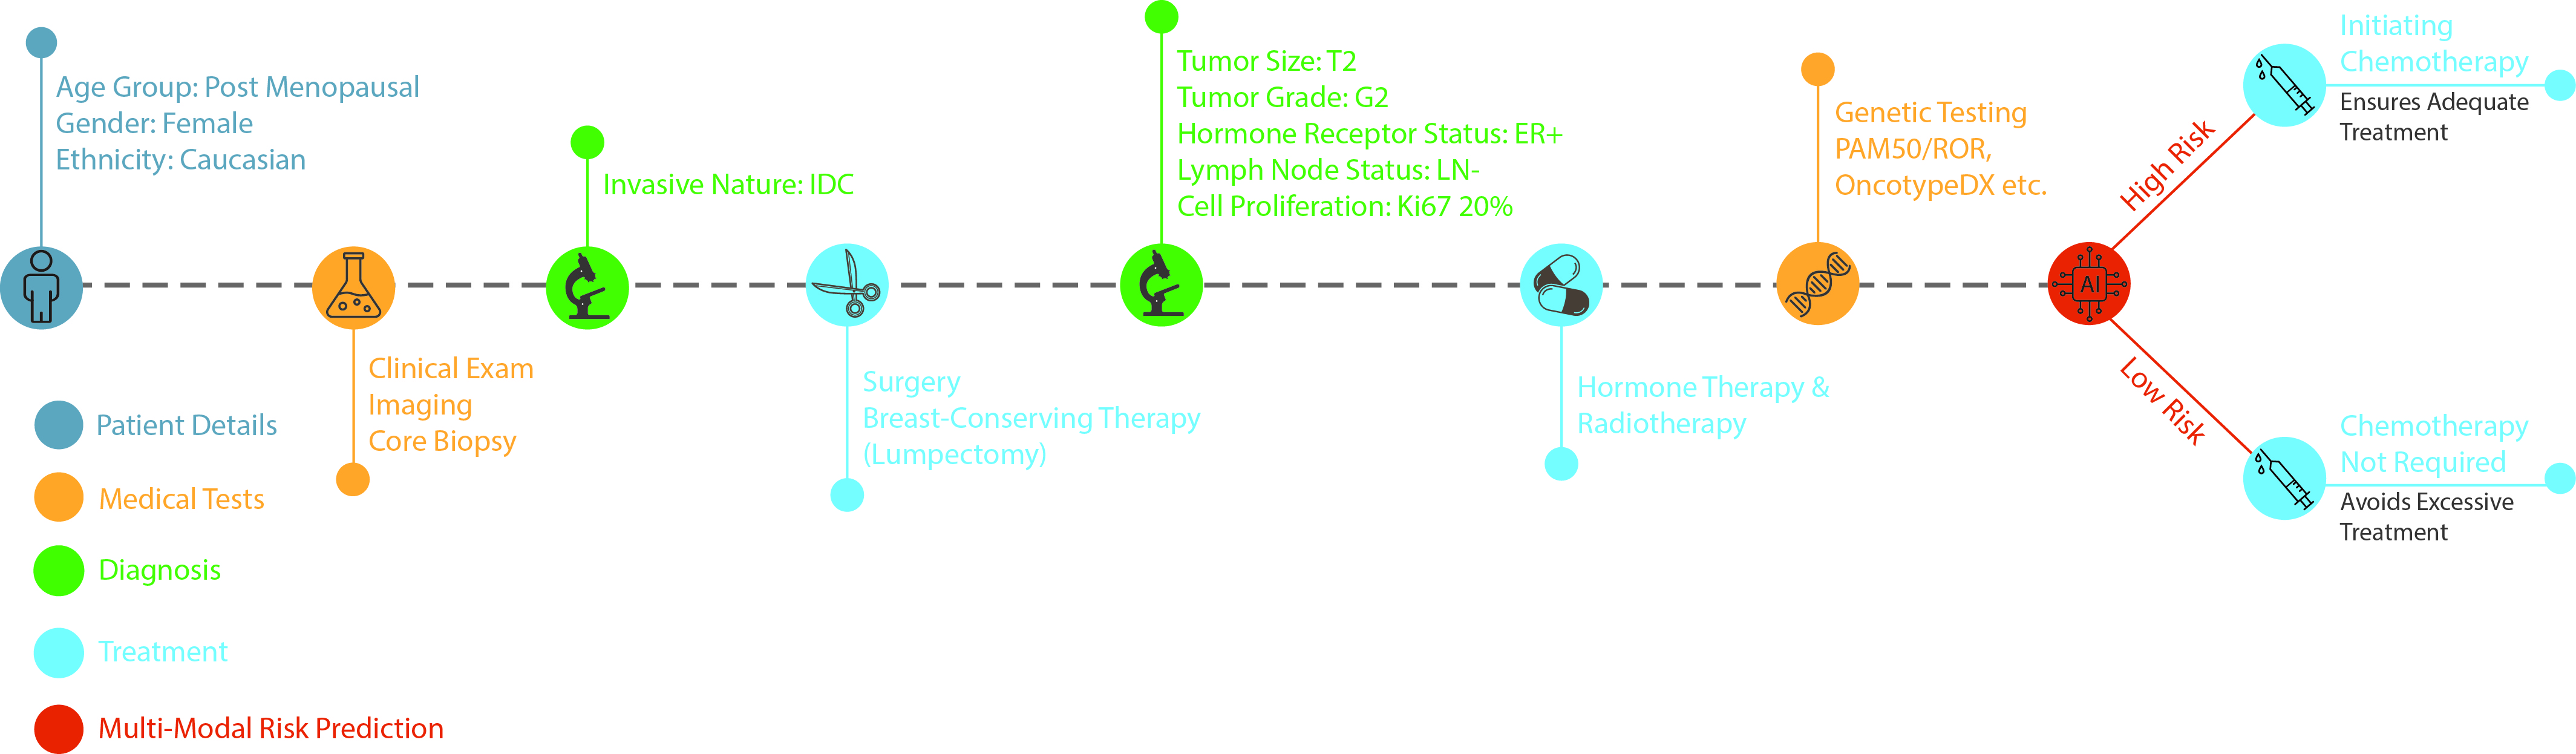 Age Group: Post Menopausal
Gender: Female
Ethnicity: Caucasian
Clinical Exam
Imaging
Core Biopsy
Invasive Nature: IDC
Surgery
Breast-Conserving Therapy
(Lumpectomy)
Tumor Size: T2
Tumor Grade: G2
Hormone Receptor Status: ER+
Lymph Node Status: LN-
Cell Proliferation: Ki67 20%
Hormone Therapy &
Radiotherapy
Genetic Testing
PAM50/ROR,
OncotypeDX etc.
AI
High Risk
Initiating
Chemotherapy
Ensures Adequate
Treatment
Low Risk
Chemotherapy
Not Required
Avoids Excessive
Treatment
Patient Details
Medical Tests
Diagnosis
Treatment
Multi-Modal Risk Prediction